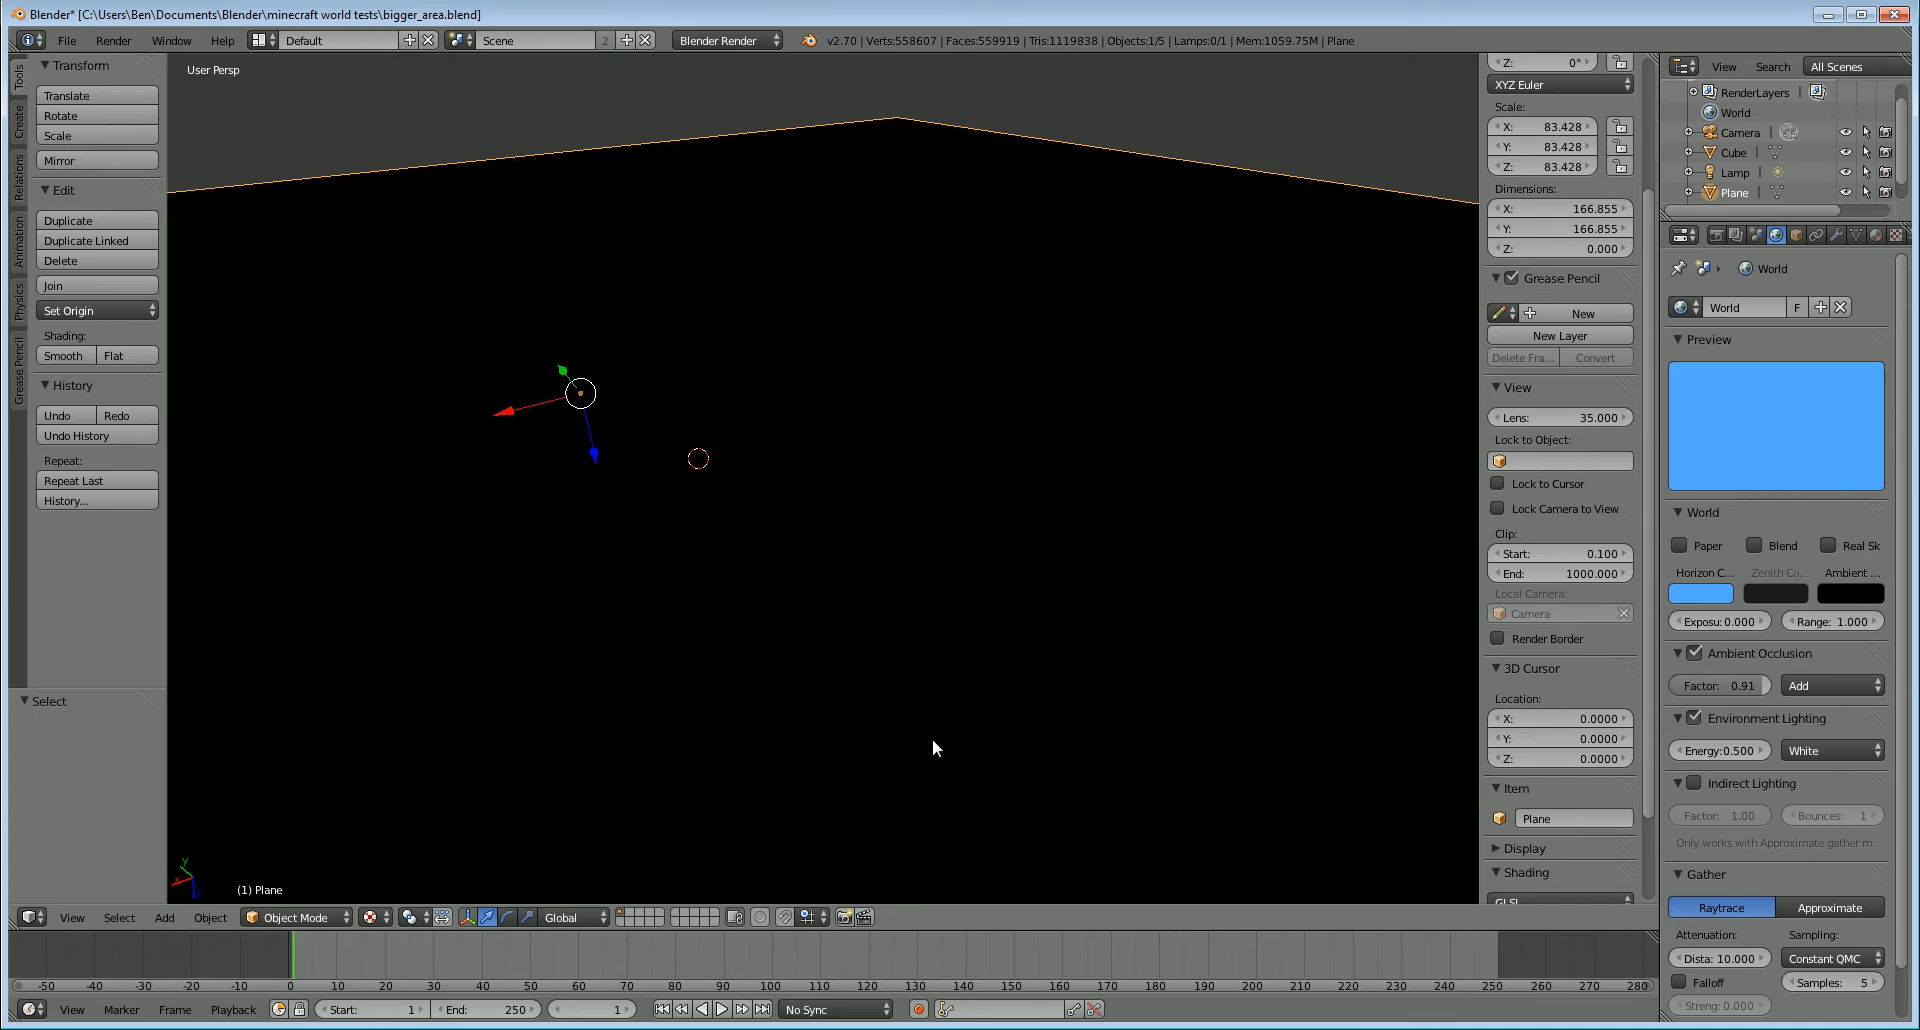 Blender* [C:\Users\Ben\Documents\Blender\minecraft world tests\bigger_area.blend]
File Render Window Help Default Scene 2 Blender Render v2.70 | Verts:558607 | Faces:559919 | Tris:1119838 | Objects:1/5 | Lamps:0/1 | Mem:1059.75M | Plane
Tools
Create
Relations
Animation
Physics
Grease Pencil
Transform
Translate
Rotate
Scale
Mirror
Edit
Duplicate
Duplicate Linked
Delete
Join
Set Origin
Shading:
Smooth Flat
History
Undo Redo
Undo History
Repeat:
Repeat Last
History...
Select
User Persp
y
(1) Plane
Z: 0°
XYZ Euler
Scale:
X: 83.428
Y: 83.428
Z: 83.428
Dimensions:
X: 166.855
Y: 166.855
Z: 0.000
Grease Pencil
New
New Layer
Delete Fra... Convert
View
Lens: 35.000
Lock to Object:
Lock to Cursor
Lock Camera to View
Clip:
Start: 0.100
End: 1000.000
Local Camera:
Camera
Render Border
3D Cursor
Location:
X: 0.0000
Y: 0.0000
Z: 0.0000
Item
Plane
Display
Shading
GLSL
View Search All Scenes
RenderLayers
World
Camera
Cube
Lamp
Plane
World
World F
Preview
World
Paper Blend Real Sk
Horizon C... Zenith Co... Ambient ...
Exposu: 0.000 Range: 1.000
Ambient Occlusion
Factor: 0.91 Add
Environment Lighting
Energy:0.500 White
Indirect Lighting
Factor: 1.00 Bounces: 1
Only works with Approximate gather m...
Gather
Raytrace Approximate
Attenuation: Sampling:
Dista: 10.000 Constant QMC
Falloff Samples: 5
Streng: 0.000
View Select Add Object Object Mode Global
-50 -40 -30 -20 -10 0 10 20 30 40 50 60 70 80 90 100 110 120 130 140 150 160 170 180 190 200 210 220 230 240 250 260 270 280
View Marker Frame Playback Start: 1 End: 250 1 No Sync